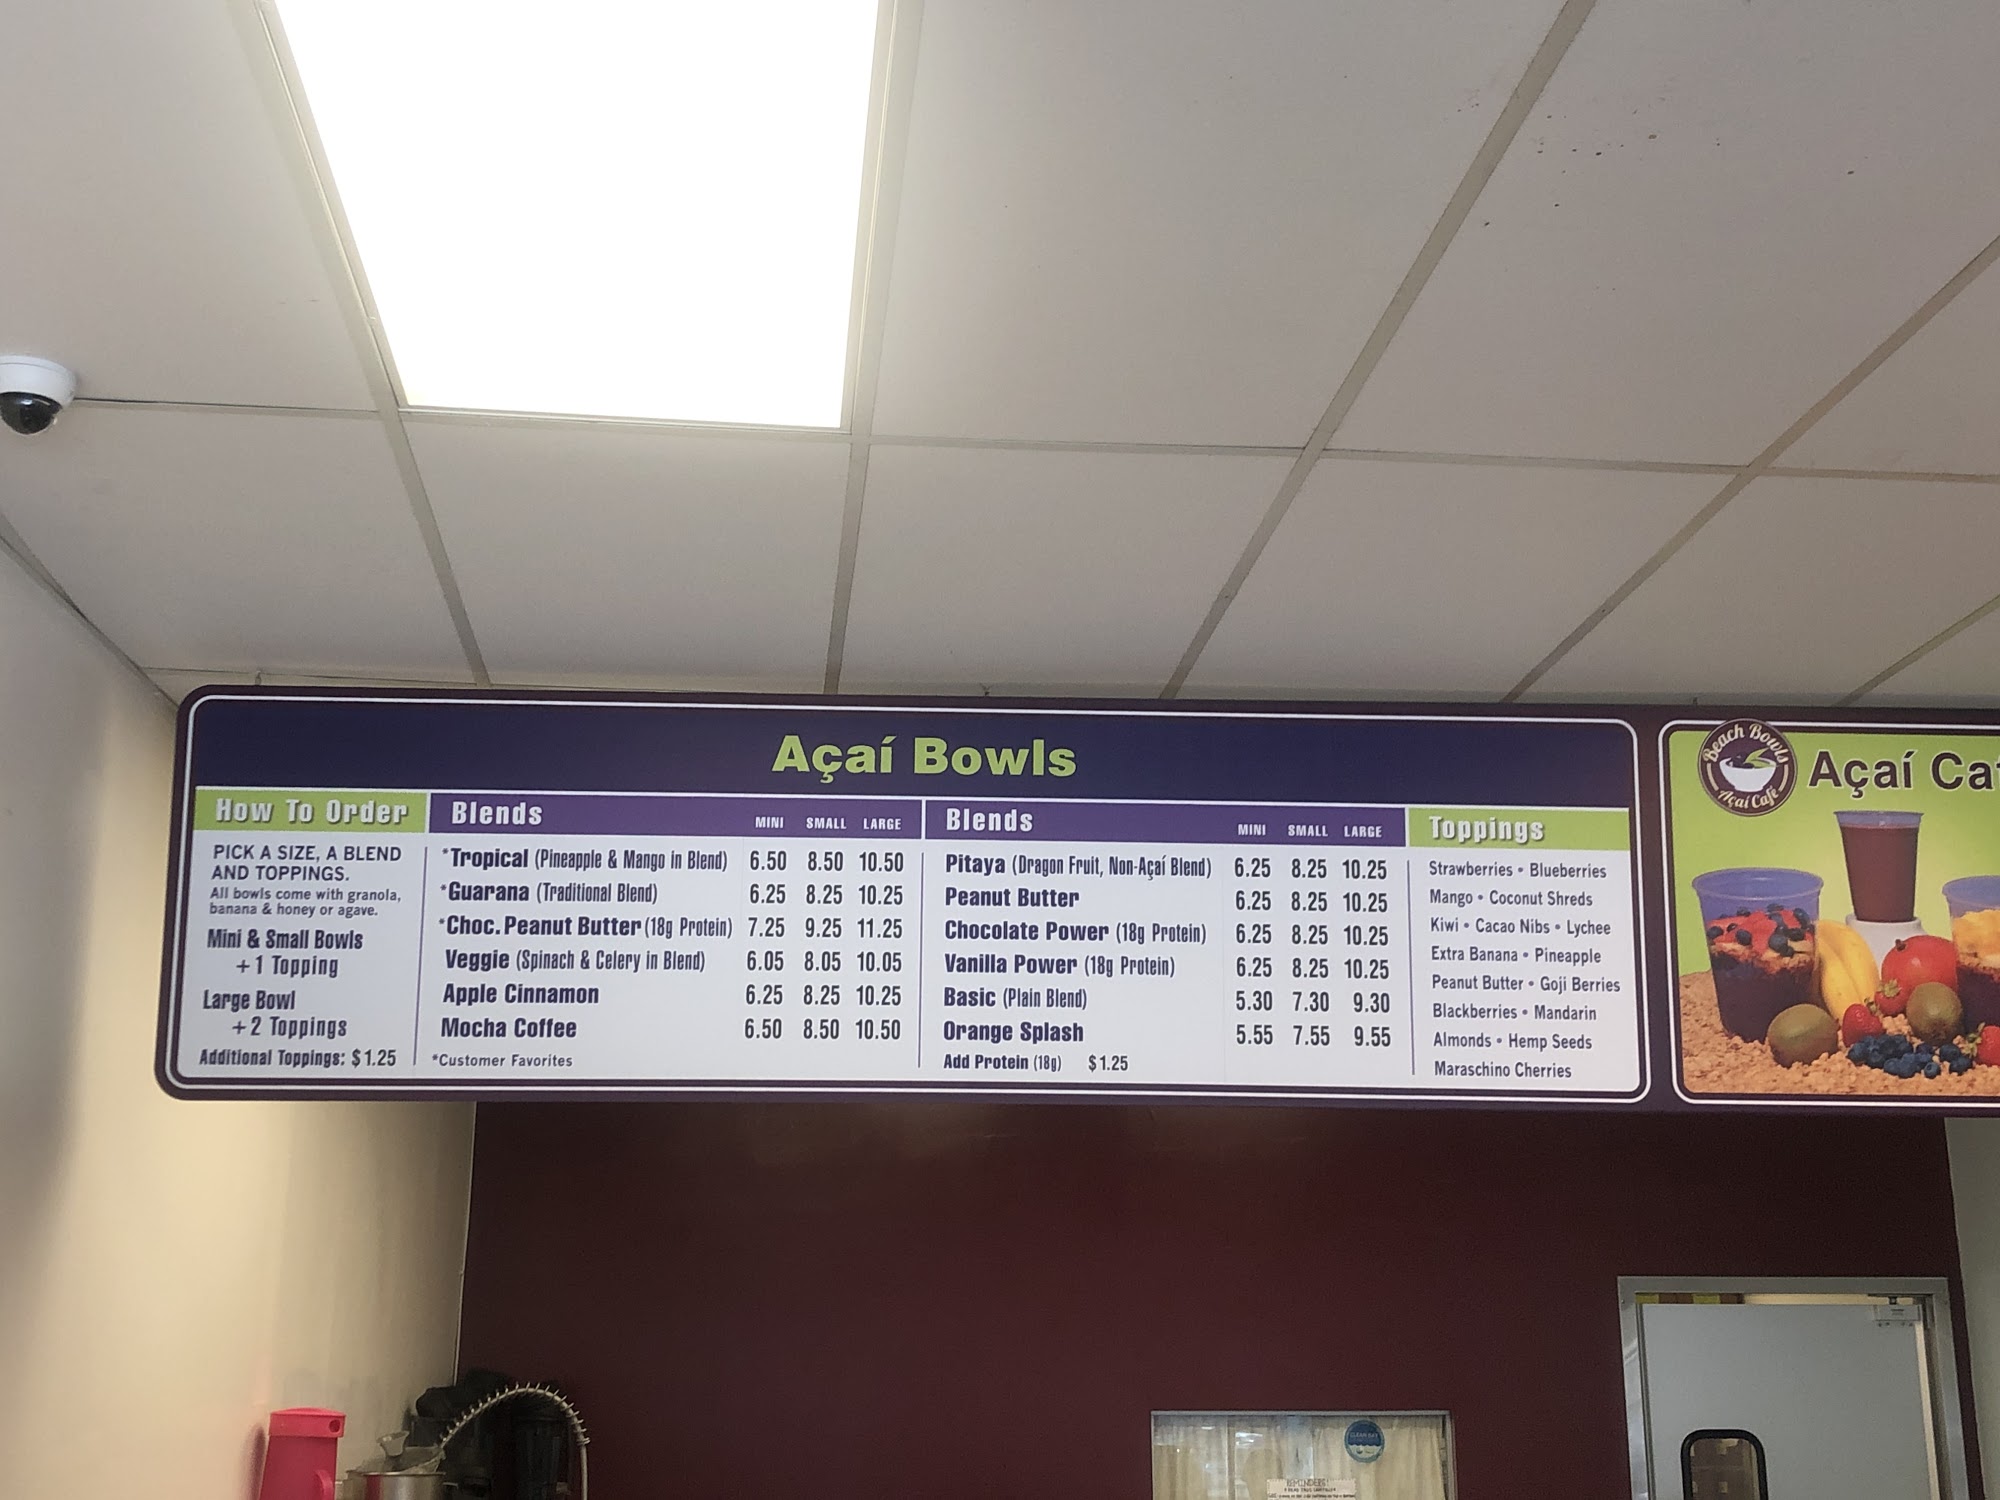 Açaí Bowls
How To Order
PICK A SIZE, A BLEND
AND TOPPINGS.
All bowls come with granola,
banana & honey or agave.
Mini & Small Bowls
+ 1 Topping
Large Bowl
+ 2 Toppings
Additional Toppings: $1.25
Blends MINI SMALL LARGE
*Tropical (Pineapple & Mango in Blend) 6.50 8.50 10.50
*Guarana (Traditional Blend) 6.25 8.25 10.25
*Choc. Peanut Butter (18g Protein) 7.25 9.25 11.25
Veggie (Spinach & Celery in Blend) 6.05 8.05 10.05
Apple Cinnamon 6.25 8.25 10.25
Mocha Coffee 6.50 8.50 10.50
*Customer Favorites
Blends MINI SMALL LARGE
Pitaya (Dragon Fruit, Non-Açaí Blend) 6.25 8.25 10.25
Peanut Butter 6.25 8.25 10.25
Chocolate Power (18g Protein) 6.25 8.25 10.25
Vanilla Power (18g Protein) 6.25 8.25 10.25
Basic (Plain Blend) 5.30 7.30 9.30
Orange Splash 5.55 7.55 9.55
Add Protein (18g) $1.25
Toppings
Strawberries • Blueberries
Mango • Coconut Shreds
Kiwi • Cacao Nibs • Lychee
Extra Banana • Pineapple
Peanut Butter • Goji Berries
Blackberries • Mandarin
Almonds • Hemp Seeds
Maraschino Cherries
Beach Bowls
Açaí Café
Açaí Ca
REMINDERS!